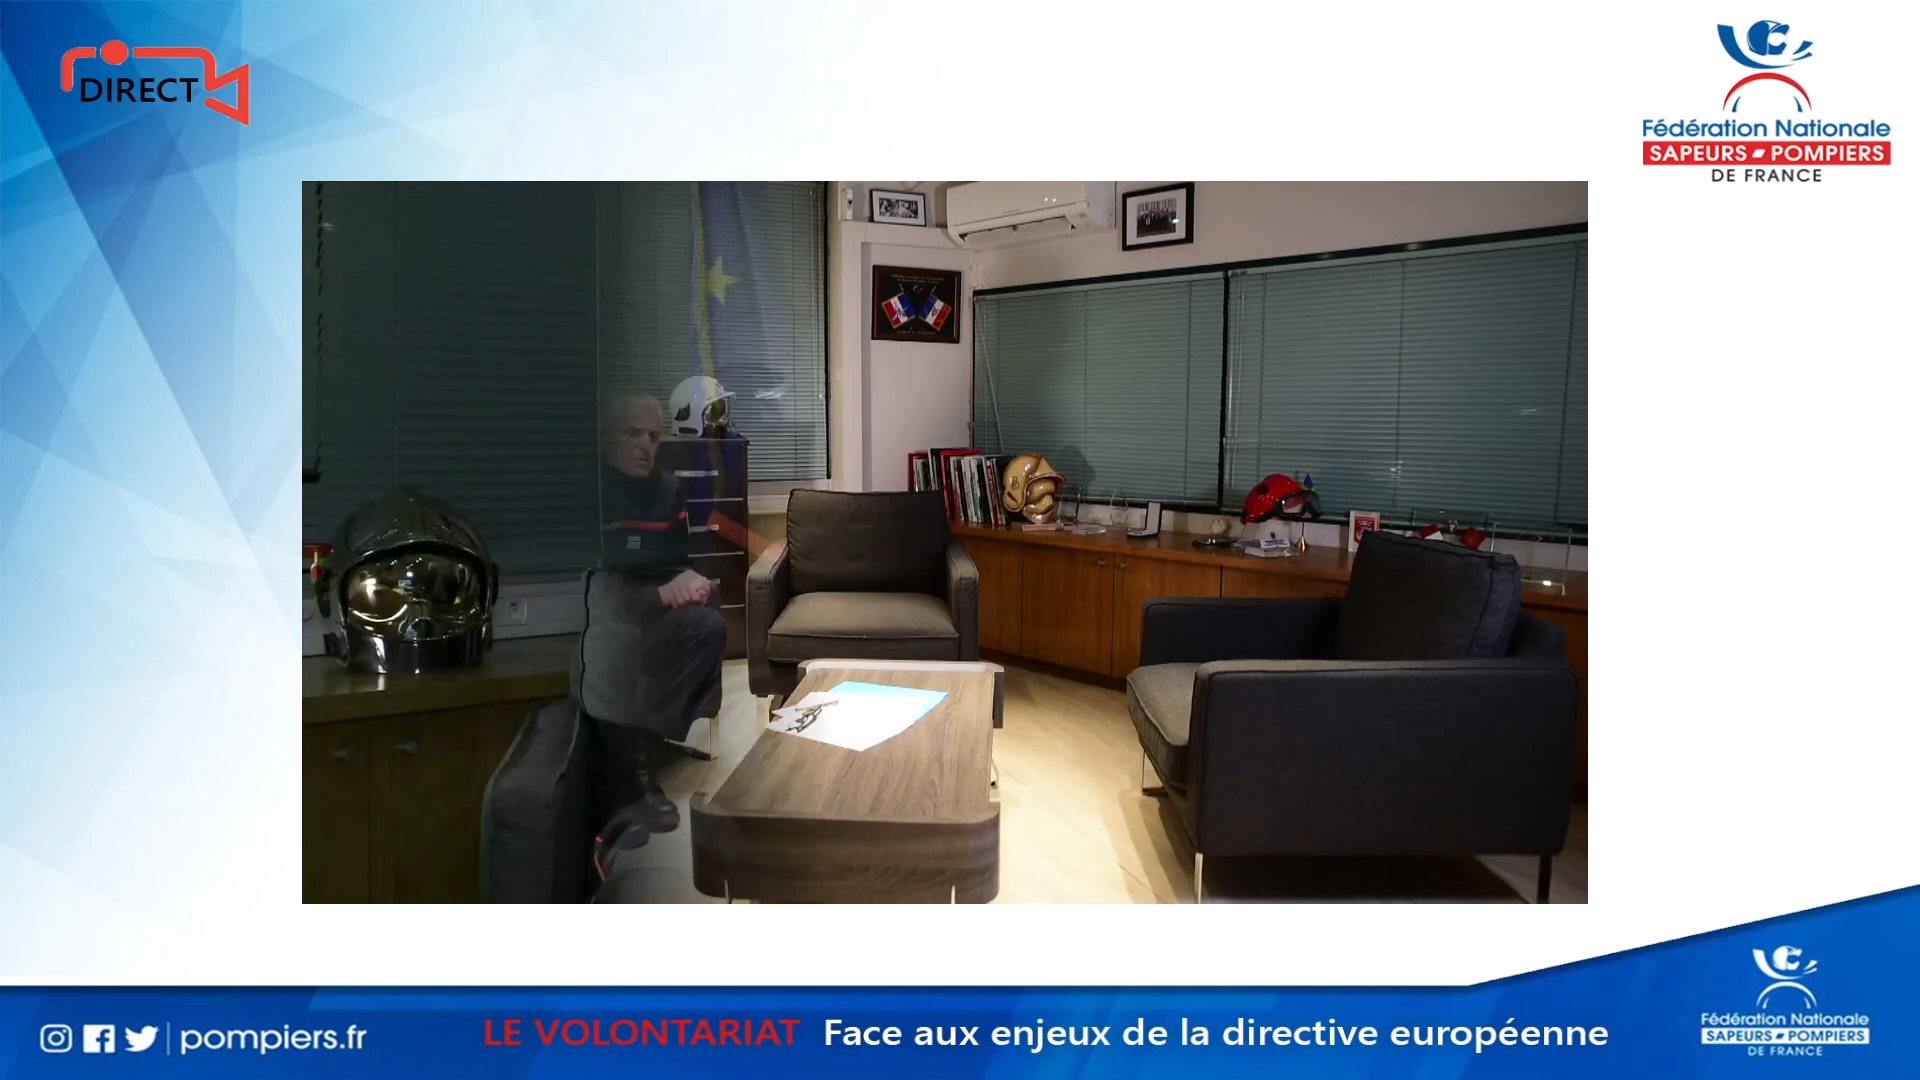 DIRECT
Fédération Nationale
SAPEURS-POMPIERS
DE FRANCE
pompiers.fr
LE VOLONTARIAT Face aux enjeux de la directive européenne
Fédération Nationale
SAPEURS-POMPIERS
DE FRANCE